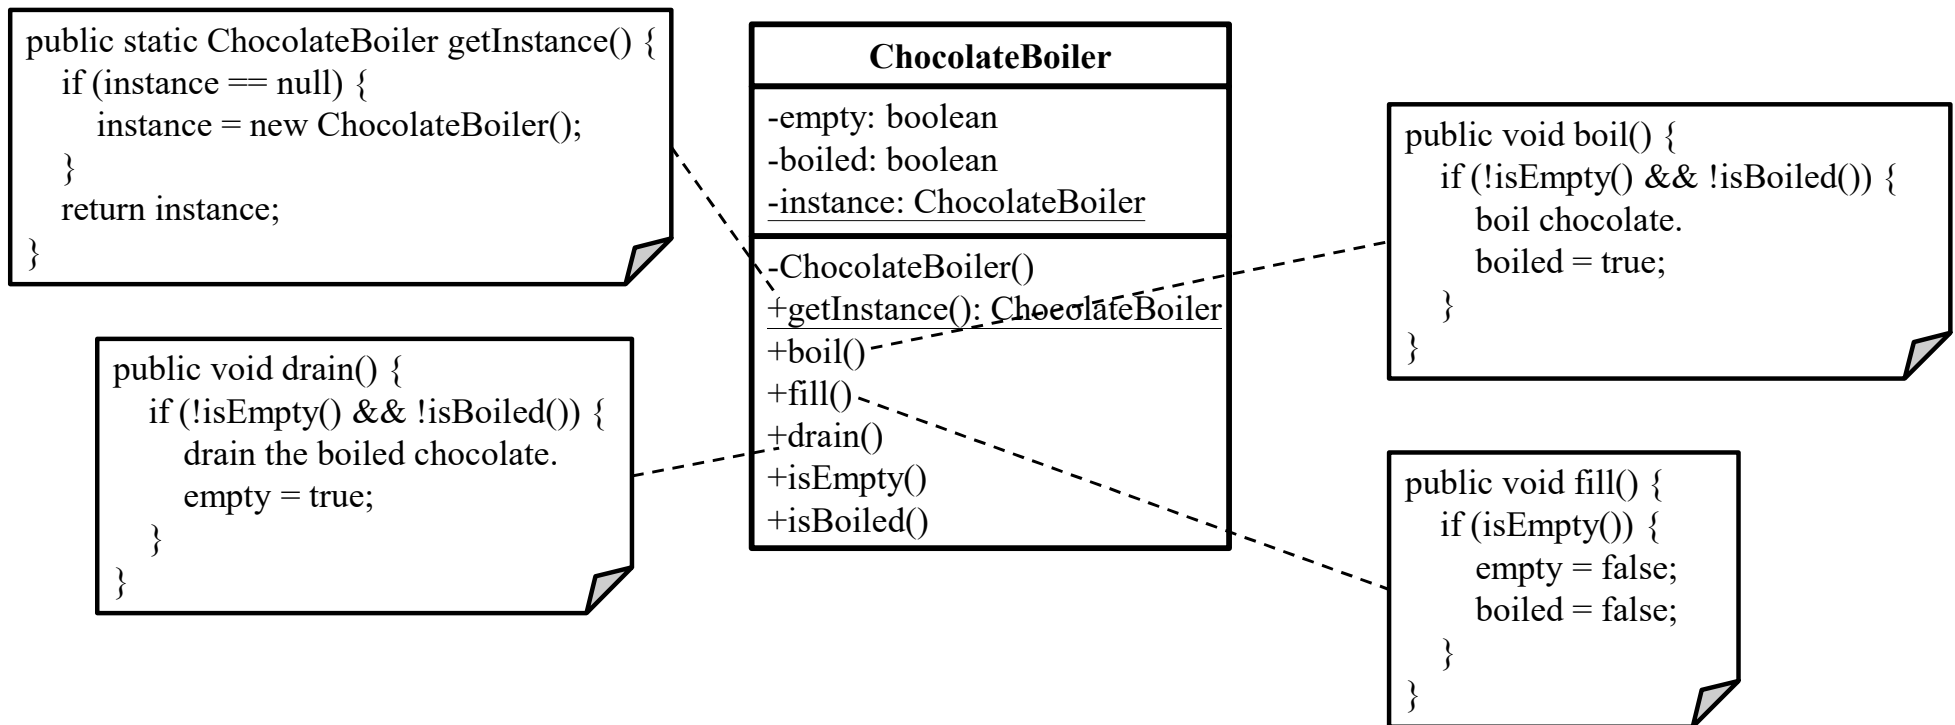 public static ChocolateBoiler getInstance() {
if (instance == null) {
instance = new ChocolateBoiler();
}
return instance;
}
public void drain() {
if (!isEmpty() && !isBoiled()) {
drain the boiled chocolate.
empty = true;
}
}
ChocolateBoiler
-empty: boolean
-boiled: boolean
-instance: ChocolateBoiler
-ChocolateBoiler()
+getInstance(): ChocolateBoiler
+boil()
+fill()
+drain()
+isEmpty()
+isBoiled()
public void boil() {
if (!isEmpty() && !isBoiled()) {
boil chocolate.
boiled = true;
}
}
public void fill() {
if (isEmpty()) {
empty = false;
boiled = false;
}
}